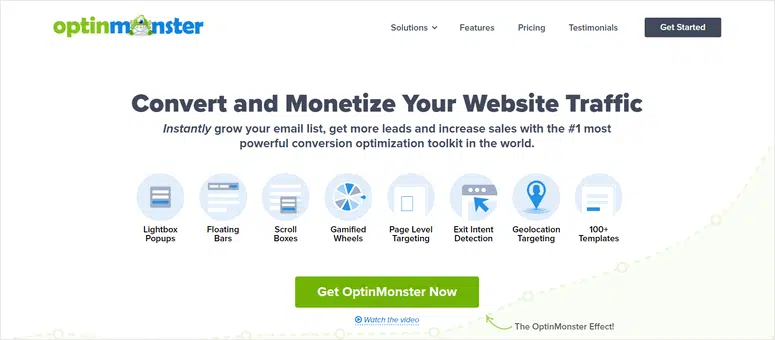 optinmonster
Solutions Features Pricing Testimonials Get Started
Convert and Monetize Your Website Traffic
Instantly grow your email list, get more leads and increase sales with the #1 most
powerful conversion optimization toolkit in the world.
Lightbox
Popups
Floating
Bars
Scroll
Boxes
Gamified
Wheels
Page Level
Targeting
Exit Intent
Detection
Geolocation
Targeting
100+
Templates
Get OptinMonster Now
Watch the video
The OptinMonster Effect!